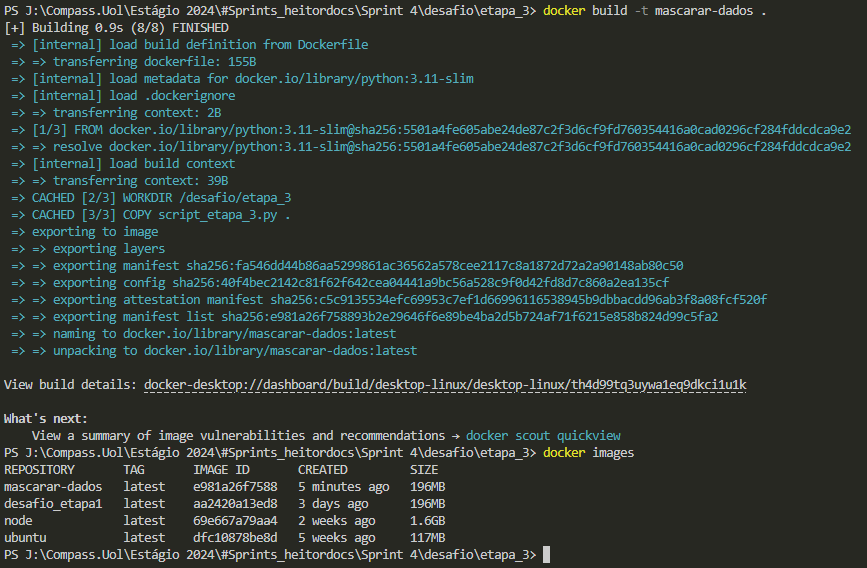 PS J:\Compass.Uol\Estágio 2024\#Sprints_heitordocs\Sprint 4\desafio\etapa_3> docker build -t mascarar-dados .
[+] Building 0.9s (8/8) FINISHED
=> [internal] load build definition from Dockerfile
=> => transferring dockerfile: 155B
=> [internal] load metadata for docker.io/library/python:3.11-slim
=> [internal] load .dockerignore
=> => transferring context: 2B
=> [1/3] FROM docker.io/library/python:3.11-slim@sha256:5501a4fe605abe24de87c2f3d6cf9fd760354416a0cad0296cf284fddcdca9e2
=> => resolve docker.io/library/python:3.11-slim@sha256:5501a4fe605abe24de87c2f3d6cf9fd760354416a0cad0296cf284fddcdca9e2
=> [internal] load build context
=> => transferring context: 39B
=> CACHED [2/3] WORKDIR /desafio/etapa_3
=> CACHED [3/3] COPY script_etapa_3.py .
=> exporting to image
=> => exporting layers
=> => exporting manifest sha256:fa546dd44b86aa5299861ac36562a578cee2117c8a1872d72a2a90148ab80c50
=> => exporting config sha256:40f4bec2142c81f62f642cea04441a9bc56a528c9f0d42fd8d7c860a2ea135cf
=> => exporting attestation manifest sha256:c5c9135534efc69953c7ef1d66996116538945b9dbbacdd96ab3f8a08fcf520f
=> => exporting manifest list sha256:e981a26f758893b2e29646f6e89be4ba2d5b724af71f6215e858b824d99c5fa2
=> => naming to docker.io/library/mascarar-dados:latest
=> => unpacking to docker.io/library/mascarar-dados:latest
View build details: docker-desktop://dashboard/build/desktop-linux/desktop-linux/th4d99tq3uywa1eq9dkci1u1k
What's next:
View a summary of image vulnerabilities and recommendations → docker scout quickview
PS J:\Compass.Uol\Estágio 2024\#Sprints_heitordocs\Sprint 4\desafio\etapa_3> docker images
REPOSITORY TAG IMAGE ID CREATED SIZE
mascarar-dados latest e981a26f7588 5 minutes ago 196MB
desafio_etapa1 latest aa2420a13ed8 3 days ago 196MB
node latest 69e667a79aa4 2 weeks ago 1.6GB
ubuntu latest dfc10878be8d 5 weeks ago 117MB
PS J:\Compass.Uol\Estágio 2024\#Sprints_heitordocs\Sprint 4\desafio\etapa_3>